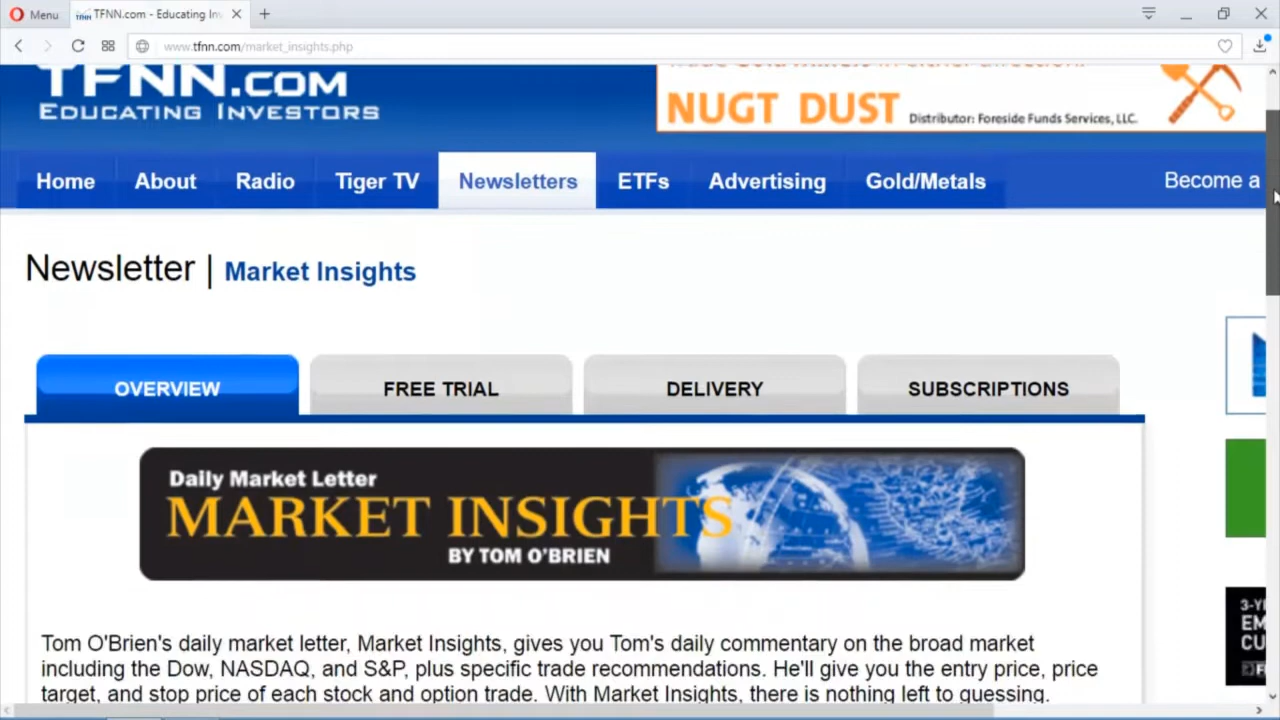 Menu
TFNN.com - Educating In
www.tfnn.com/market_insights.php
TFNN.COM
EDUCATING INVESTORS
NUGT DUST Distributor: Foreside Funds Services, LLC.
Home About Radio Tiger TV Newsletters ETFs Advertising Gold/Metals Become a
Newsletter | Market Insights
OVERVIEW FREE TRIAL DELIVERY SUBSCRIPTIONS
Daily Market Letter
MARKET INSIGHTS
BY TOM O'BRIEN
Tom O'Brien's daily market letter, Market Insights, gives you Tom's daily commentary on the broad market
including the Dow, NASDAQ, and S&P, plus specific trade recommendations. He'll give you the entry price, price
target, and stop price of each stock and option trade. With Market Insights, there is nothing left to guessing.
3-Y
EM
CU